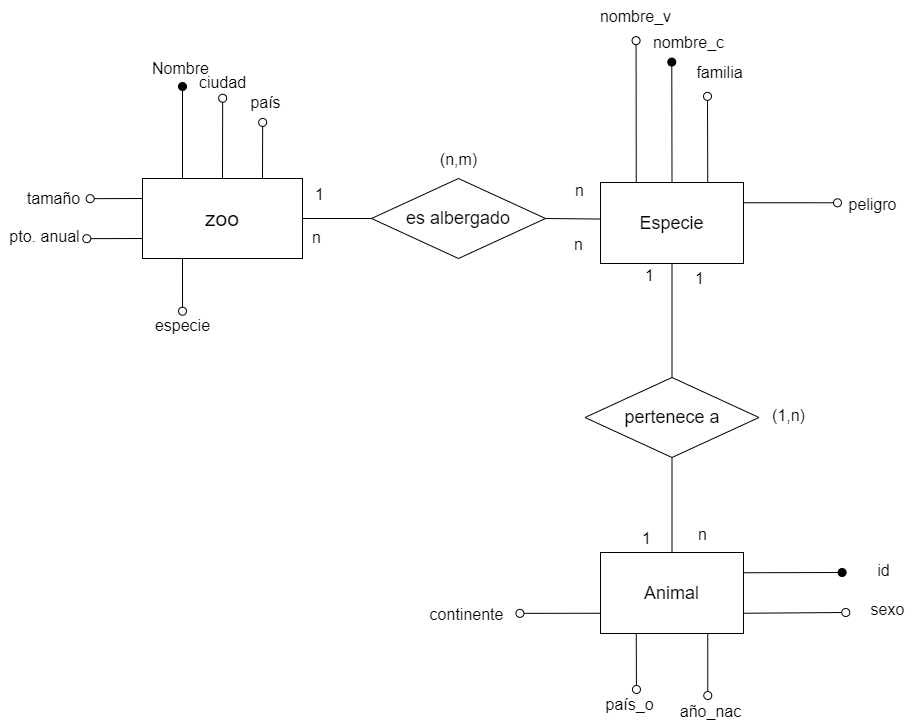 nombre_v
nombre_c
Nombre
ciudad
familia
país
(n,m)
tamaño
1
n
peligro
zoo
es albergado
Especie
pto. anual
n
n
1
1
especie
pertenece a
(1,n)
1
n
id
Animal
continente
sexo
país_o
año_nac